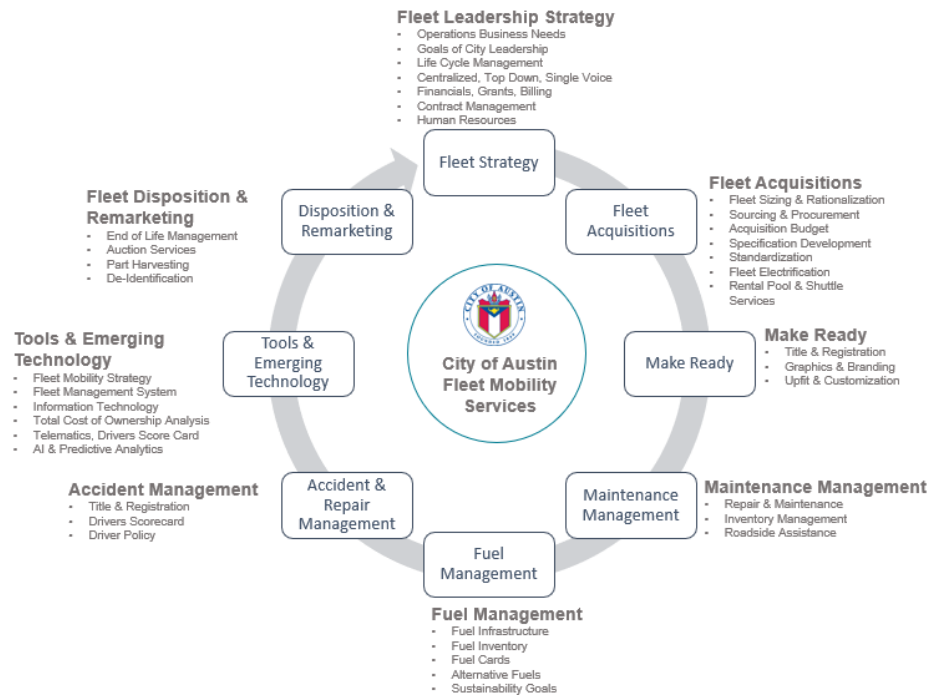 Fleet Leadership Strategy
• Operations Business Needs
• Goals of City Leadership
• Life Cycle Management
• Centralized, Top Down, Single Voice
• Financials, Grants, Billing
• Contract Management
• Human Resources
Fleet Strategy
Fleet Acquisitions
• Fleet Sizing & Rationalization
• Sourcing & Procurement
• Acquisition Budget
• Specification Development
• Standardization
• Fleet Electrification
• Rental Pool & Shuttle
Services
Fleet
Acquisitions
Make Ready
• Title & Registration
• Graphics & Branding
• Upfit & Customization
Make Ready
Maintenance Management
• Repair & Maintenance
• Inventory Management
• Roadside Assistance
Maintenance
Management
Fuel
Management
Fuel Management
• Fuel Infrastructure
• Fuel Inventory
• Fuel Cards
• Alternative Fuels
• Sustainability Goals
Accident &
Repair
Management
Accident Management
• Title & Registration
• Drivers Scorecard
• Driver Policy
Tools &
Emerging
Technology
Tools & Emerging
Technology
• Fleet Mobility Strategy
• Fleet Management System
• Information Technology
• Total Cost of Ownership Analysis
• Telematics, Drivers Score Card
• AI & Predictive Analytics
Disposition &
Remarketing
Fleet Disposition &
Remarketing
• End of Life Management
• Auction Services
• Part Harvesting
• De-Identification
CITY OF AUSTIN
FOUNDED 1839
City of Austin
Fleet Mobility
Services